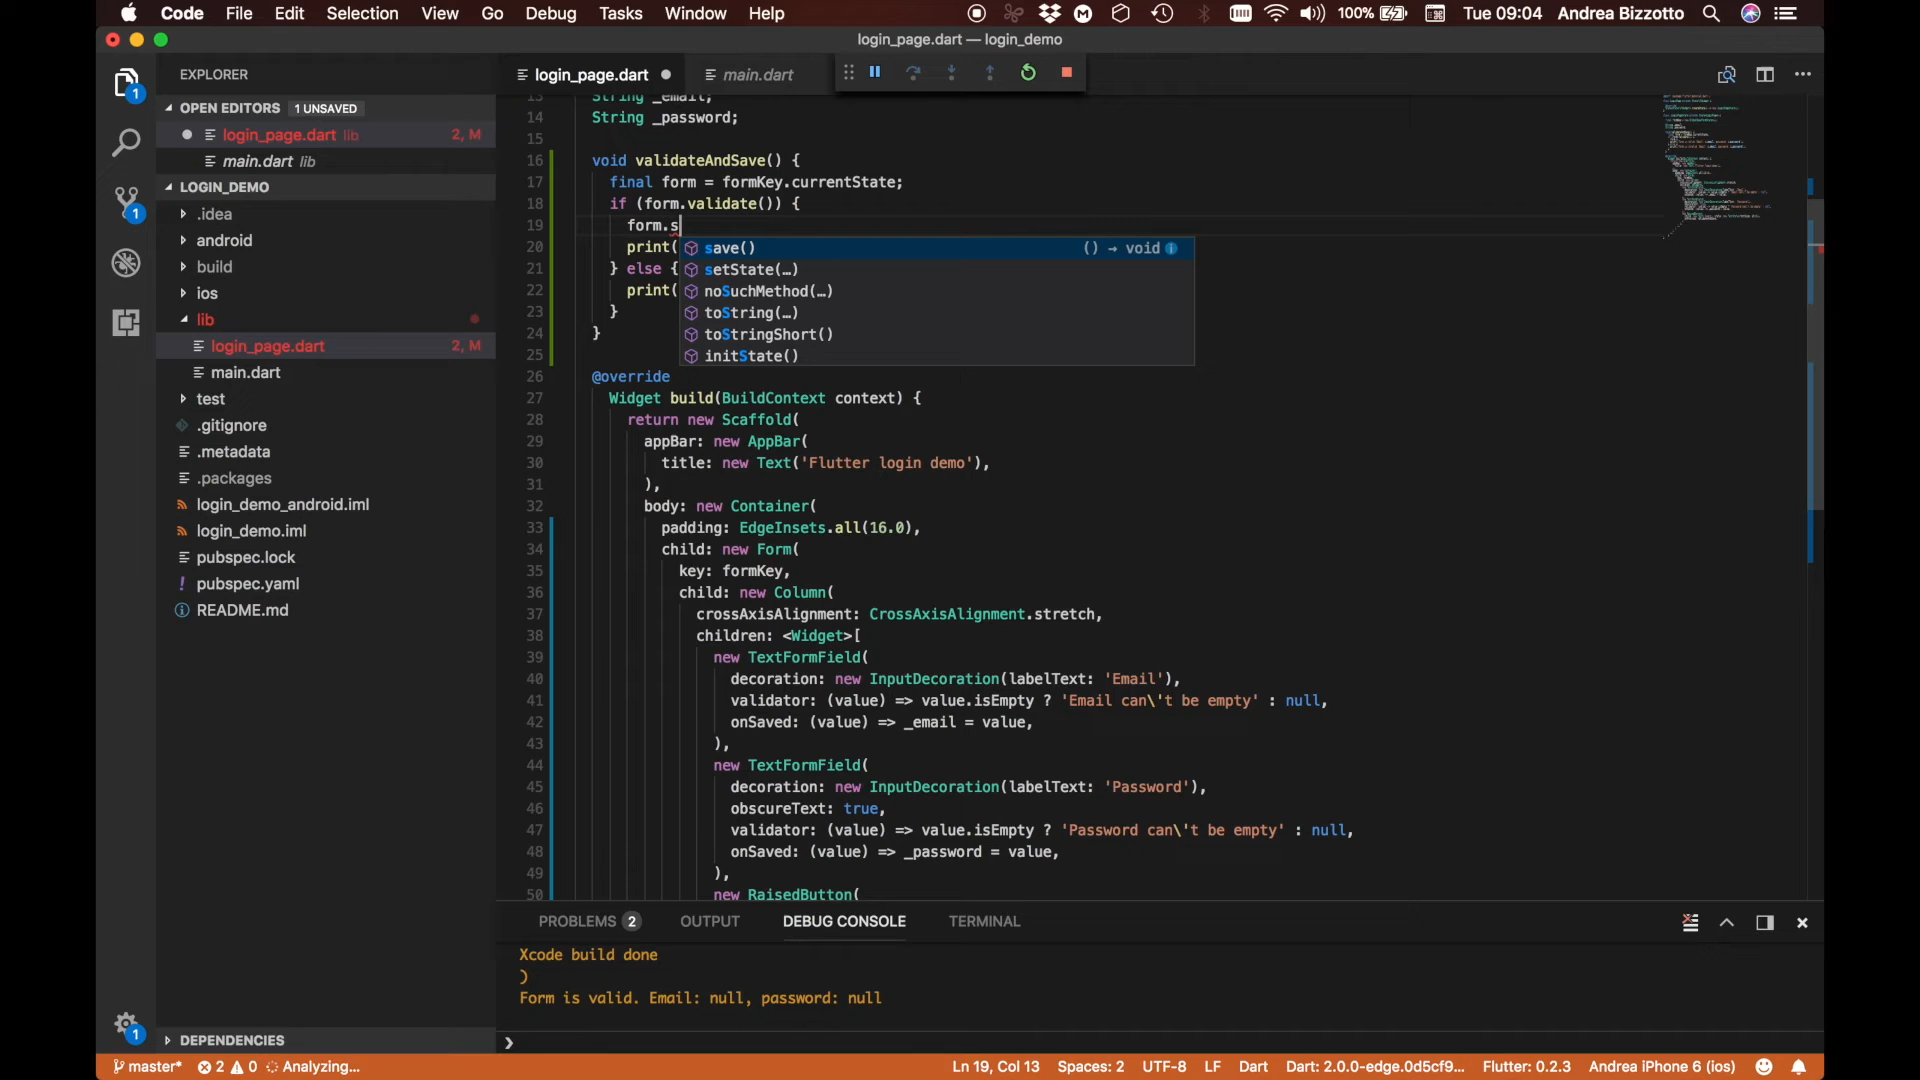 Code File Edit Selection View Go Debug Tasks Window Help 100% Tue 09:04 Andrea Bizzotto
login_page.dart — login_demo
EXPLORER
OPEN EDITORS 1 UNSAVED
login_page.dart lib 2, M
main.dart lib
LOGIN_DEMO
.idea
android
build
ios
lib
login_page.dart 2, M
main.dart
test
.gitignore
.metadata
.packages
login_demo_android.iml
login_demo.iml
pubspec.lock
pubspec.yaml
README.md
DEPENDENCIES
login_page.dart main.dart
13 String _email;
14 String _password;
15
16 void validateAndSave() {
17 final form = formKey.currentState;
18 if (form.validate()) {
19 form.s
20 print(
21 } else {
22 print(
23 }
24 }
25
save() () → void
setState(…)
noSuchMethod(…)
toString(…)
toStringShort()
initState()
26 @override
27 Widget build(BuildContext context) {
28 return new Scaffold(
29 appBar: new AppBar(
30 title: new Text('Flutter login demo'),
31 ),
32 body: new Container(
33 padding: EdgeInsets.all(16.0),
34 child: new Form(
35 key: formKey,
36 child: new Column(
37 crossAxisAlignment: CrossAxisAlignment.stretch,
38 children: <Widget>[
39 new TextFormField(
40 decoration: new InputDecoration(labelText: 'Email'),
41 validator: (value) => value.isEmpty ? 'Email can\'t be empty' : null,
42 onSaved: (value) => _email = value,
43 ),
44 new TextFormField(
45 decoration: new InputDecoration(labelText: 'Password'),
46 obscureText: true,
47 validator: (value) => value.isEmpty ? 'Password can\'t be empty' : null,
48 onSaved: (value) => _password = value,
49 ),
50 new RaisedButton(
PROBLEMS 2 OUTPUT DEBUG CONSOLE TERMINAL
Xcode build done
)
Form is valid. Email: null, password: null
1
1
1
master* 2 0 Analyzing... Ln 19, Col 13 Spaces: 2 UTF-8 LF Dart Dart: 2.0.0-edge.0d5cf9... Flutter: 0.2.3 Andrea iPhone 6 (ios)